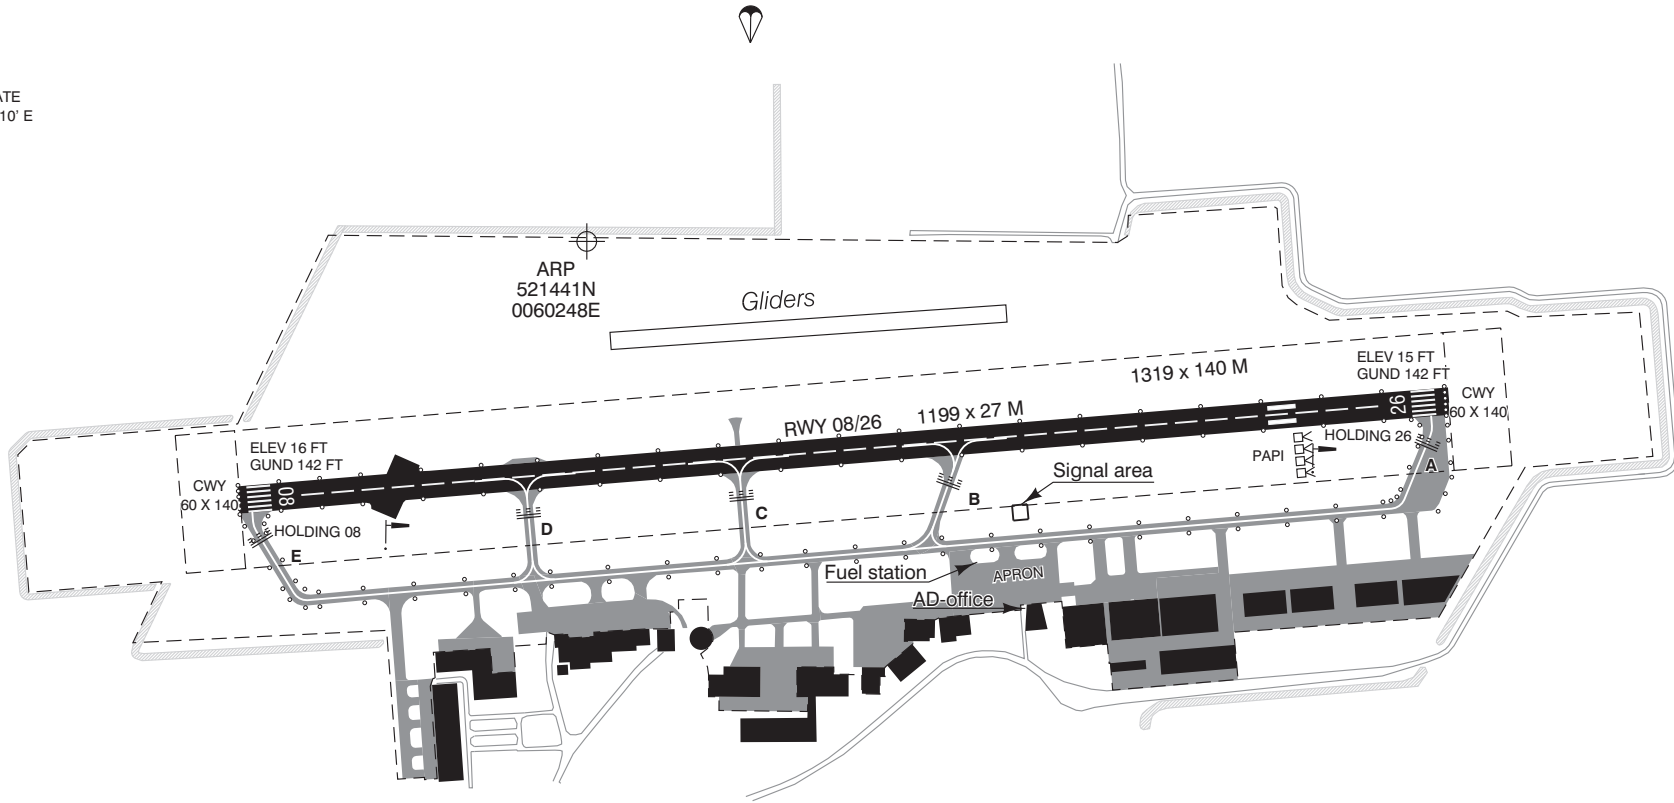 ATE
10' E
ARP
521441N
0060248E
Gliders
1319 x 140 M
ELEV 15 FT
GUND 142 FT
CWY
60 X 140
26
RWY 08/26
1199 x 27 M
HOLDING 26
PAPI
A
ELEV 16 FT
GUND 142 FT
CWY
60 X 140
08
HOLDING 08
E
D
C
B
Signal area
Fuel station
APRON
AD-office